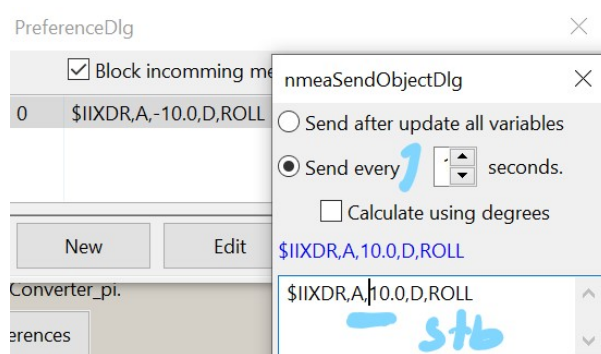 PreferenceDlg
Block incomming me
0 $IIXDR,A,-10.0,D,ROLL
New
Edit
Converter_pi.
erences
nmeaSendObjectDlg
Send after update all variables
Send every 1 seconds.
Calculate using degrees
$IIXDR,A,10.0,D,ROLL
$IIXDR,A,10.0,D,ROLL
stb